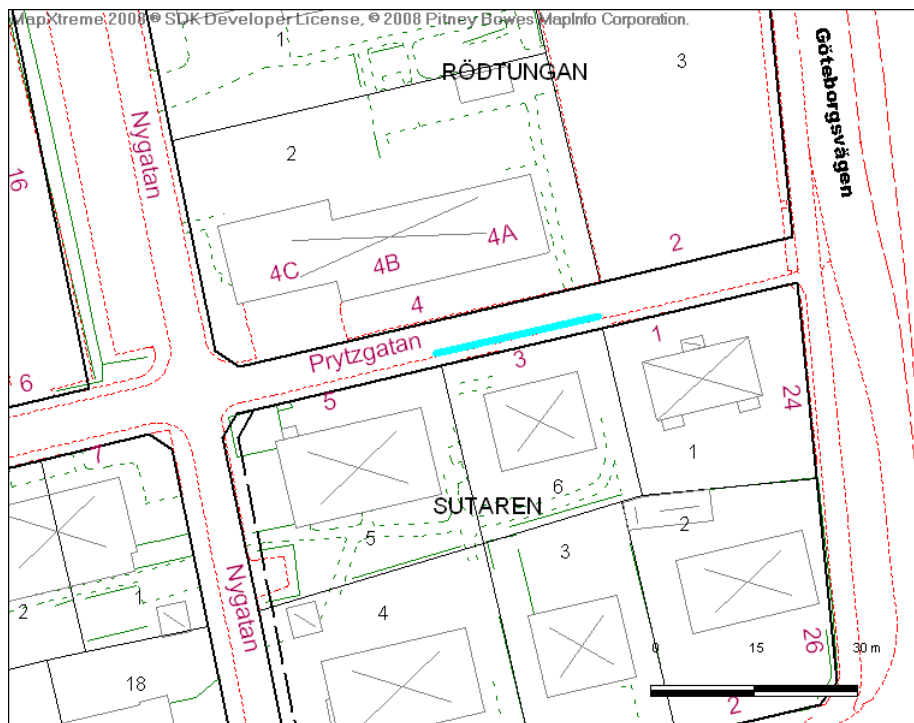 MapXtreme 2008® SDK Developer License, © 2008 Pitney Bowes MapInfo Corporation.
1
3
RÖDTUNGAN
Göteborgsvägen
Nygatan
2
16
4A
2
4B
4C
4
1
Prytzgatan
3
6
5
24
1
7
6
SUTAREN
2
5
3
Nygatan
2
1
4
26
0 15 30 m
18
2